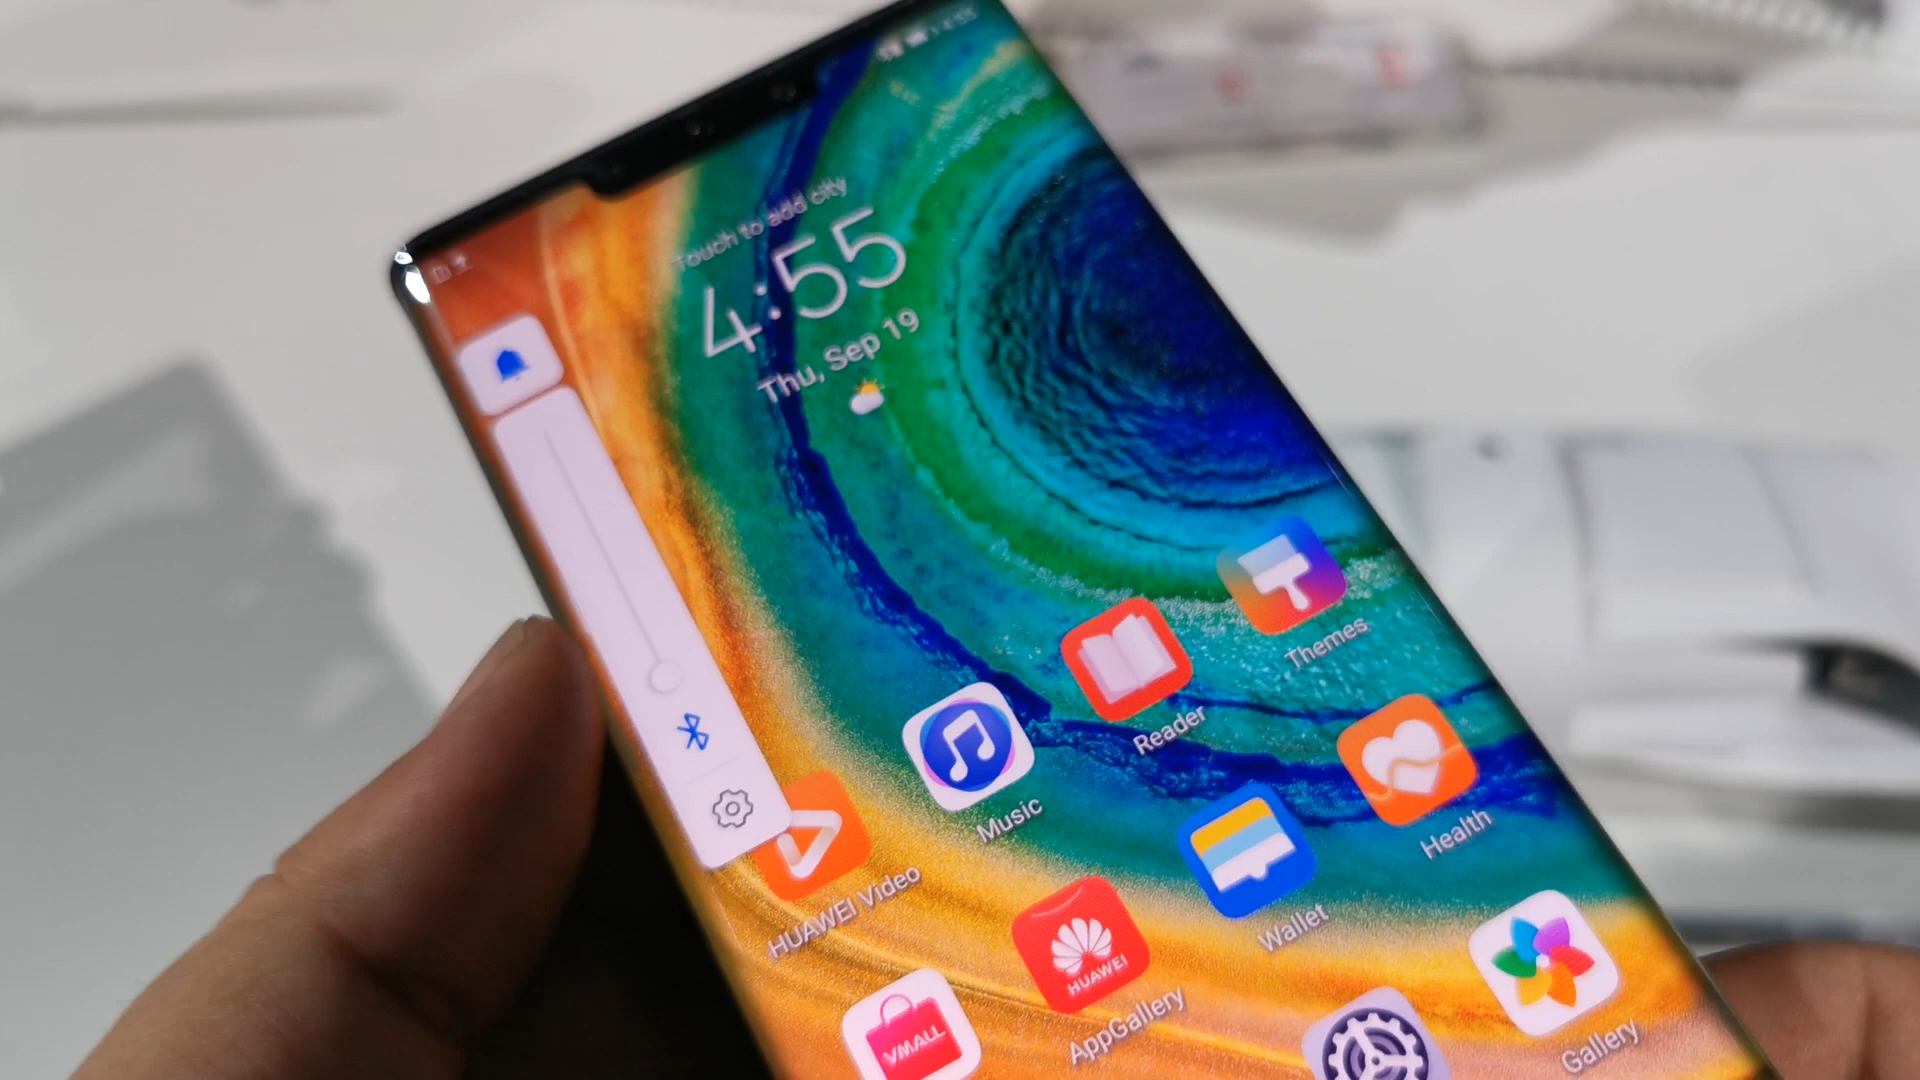 Touch to add city
4:55
Thu, Sep 19
Themes
Reader
Music
HUAWEI Video
Health
Wallet
HUAWEI
AppGallery
VMALL
Gallery